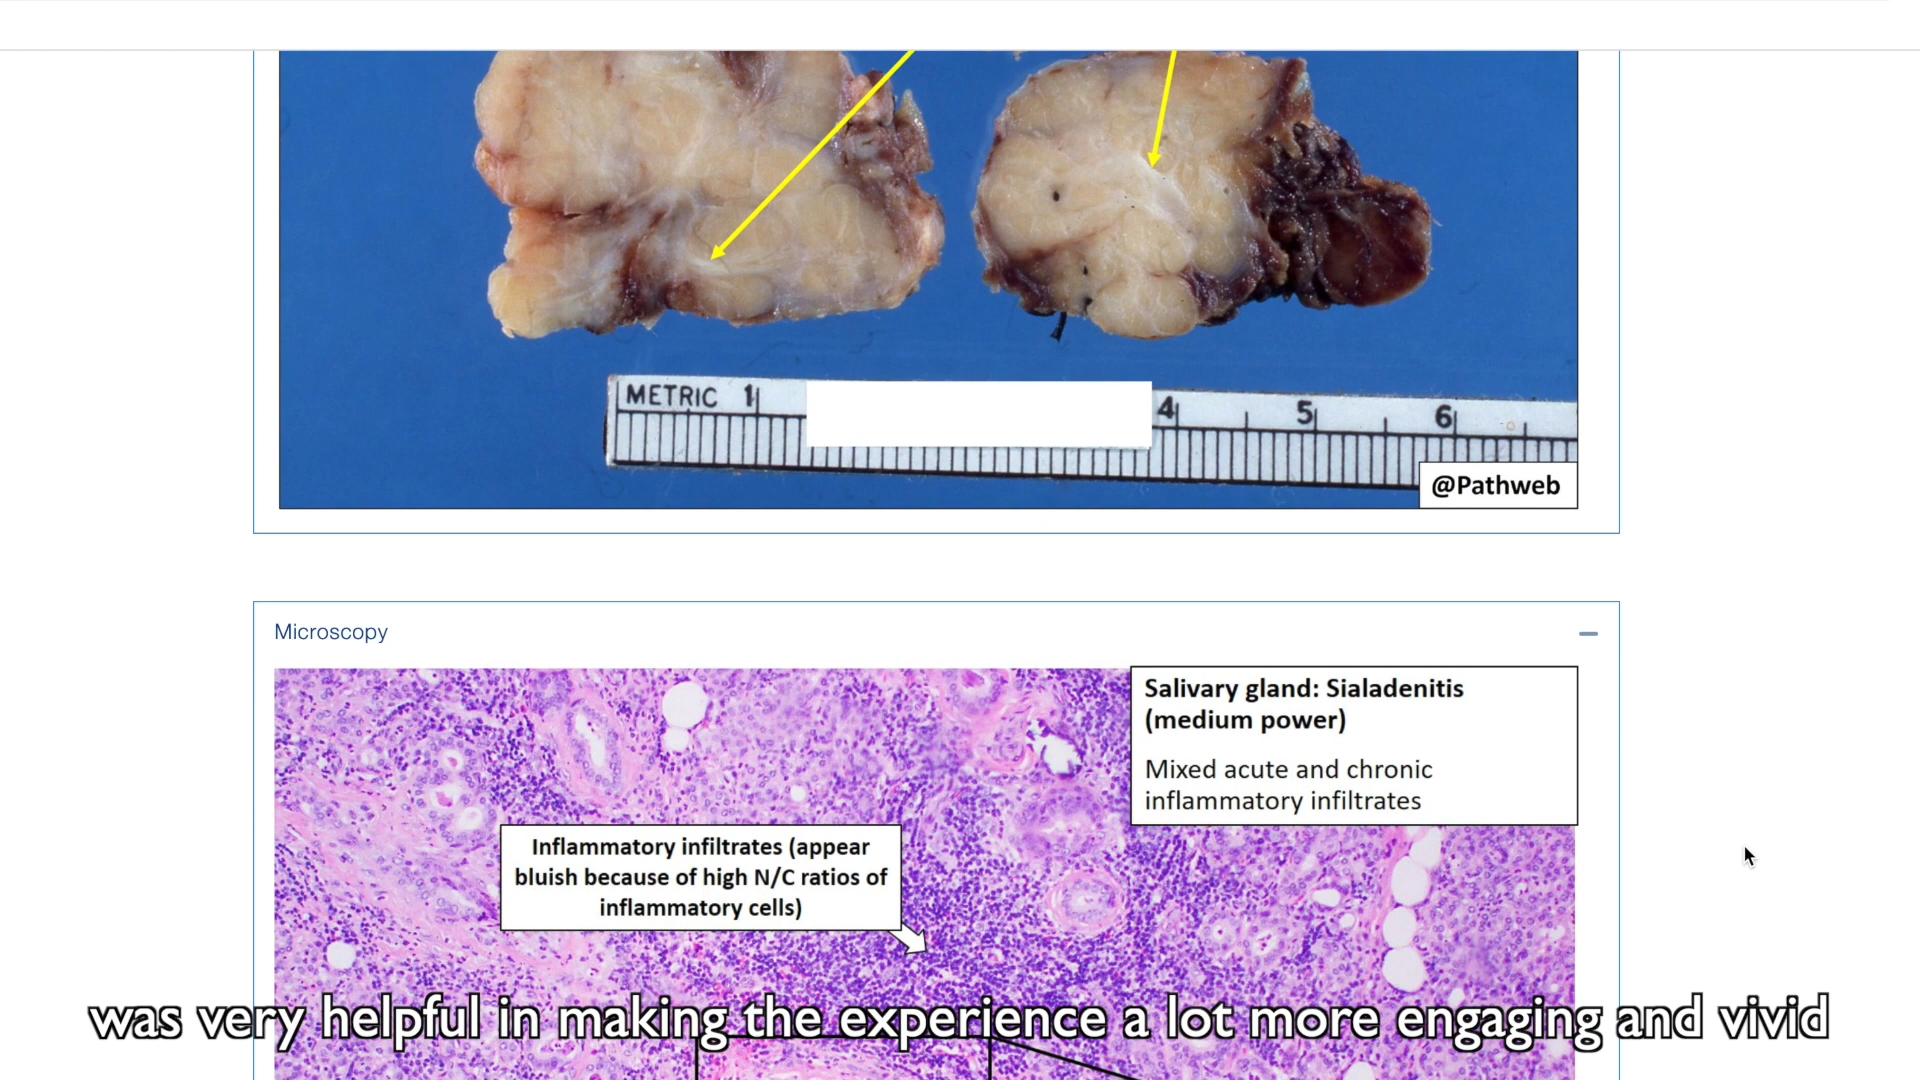 METRIC 1 4 5 6
@Pathweb
Microscopy
Salivary gland: Sialadenitis
(medium power)
Mixed acute and chronic
inflammatory infiltrates
Inflammatory infiltrates (appear
bluish because of high N/C ratios of
inflammatory cells)
was very helpful in making the experience a lot more engaging and vivid